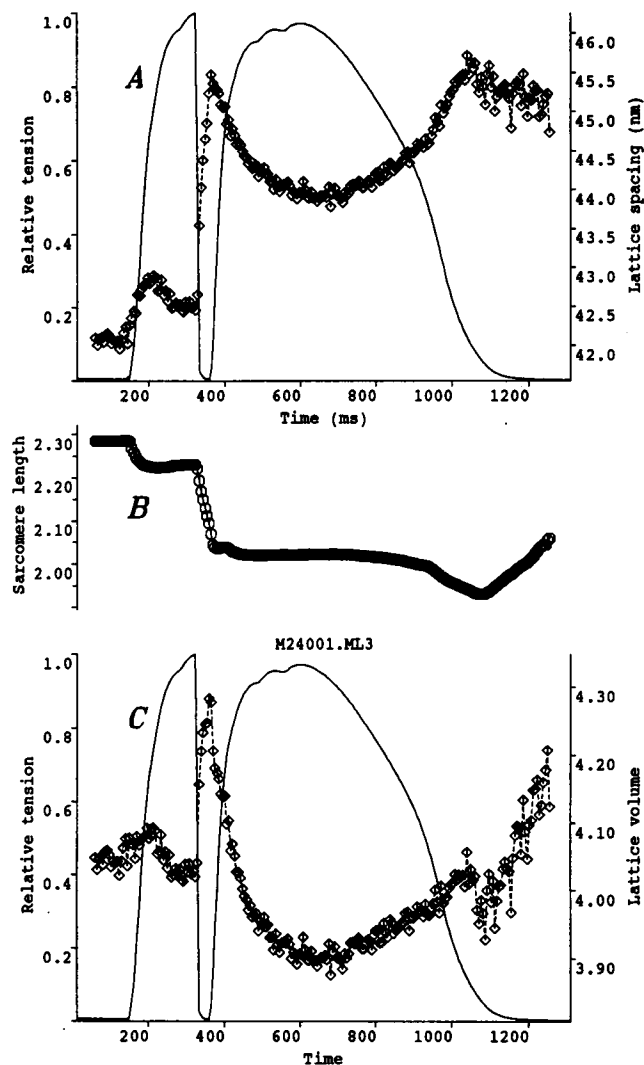 A
Relative tension
1.0
0.8
0.6
0.4
0.2
46.0
45.5
45.0
44.5
44.0
43.5
43.0
42.5
42.0
Lattice spacing (nm)
200 400 600 800 1000 1200
Time (ms)
B
Sarcomere length
2.30
2.20
2.10
2.00
M24001.ML3
C
Relative tension
1.0
0.8
0.6
0.4
0.2
4.30
4.20
4.10
4.00
3.90
Lattice volume
200 400 600 800 1000 1200
Time